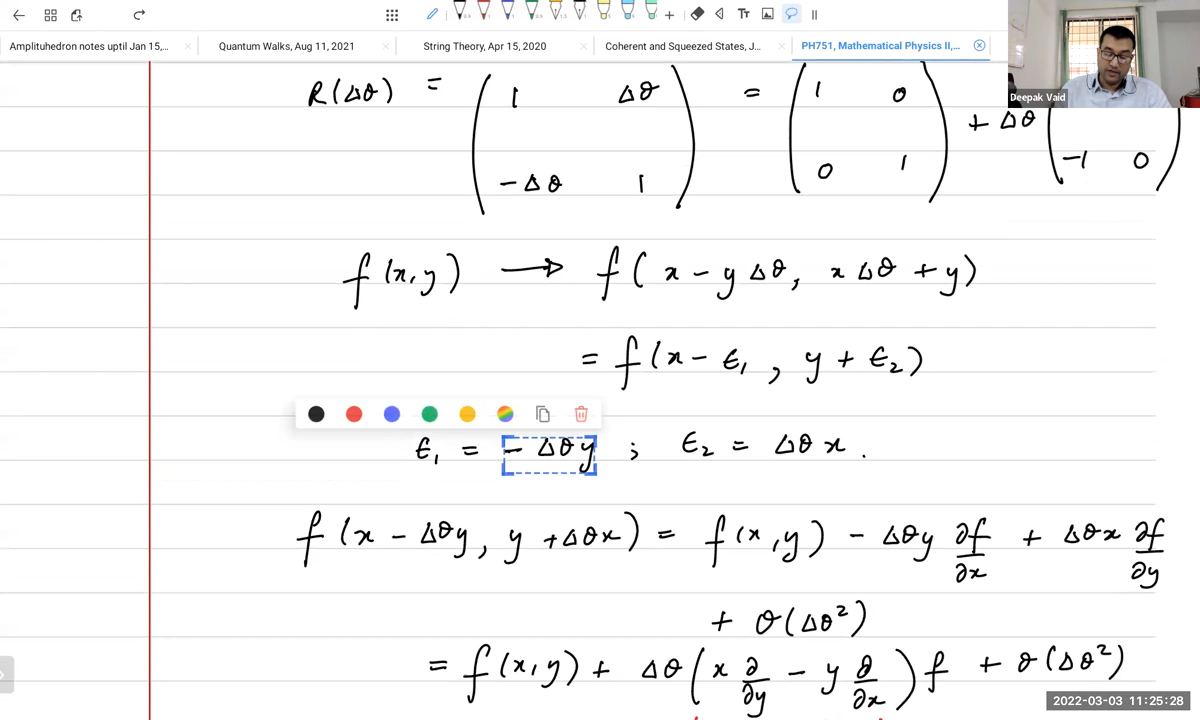 Amplituhedron notes uptil Jan 15,... Quantum Walks, Aug 11, 2021 String Theory, Apr 15, 2020 Coherent and Squeezed States, J... PH751, Mathematical Physics II,...
Deepak Vaid
R(Δθ) = ( 1 Δθ ) = ( 1 0 ) + Δθ (
( -Δθ 1 ) ( 0 1 ) ( -1 0 )
f(x,y) → f(x - yΔθ, xΔθ + y)
= f(x - ϵ₁, y + ϵ₂)
ϵ₁ = - Δθy ; ϵ₂ = Δθ x .
f(x - Δθy, y + Δθx) = f(x,y) - Δθy ∂f/∂x + Δθx ∂f/∂y
+ O(Δθ²)
= f(x,y) + Δθ(x ∂/∂y - y ∂/∂x)f + O(Δθ²)
2022-03-03 11:25:28